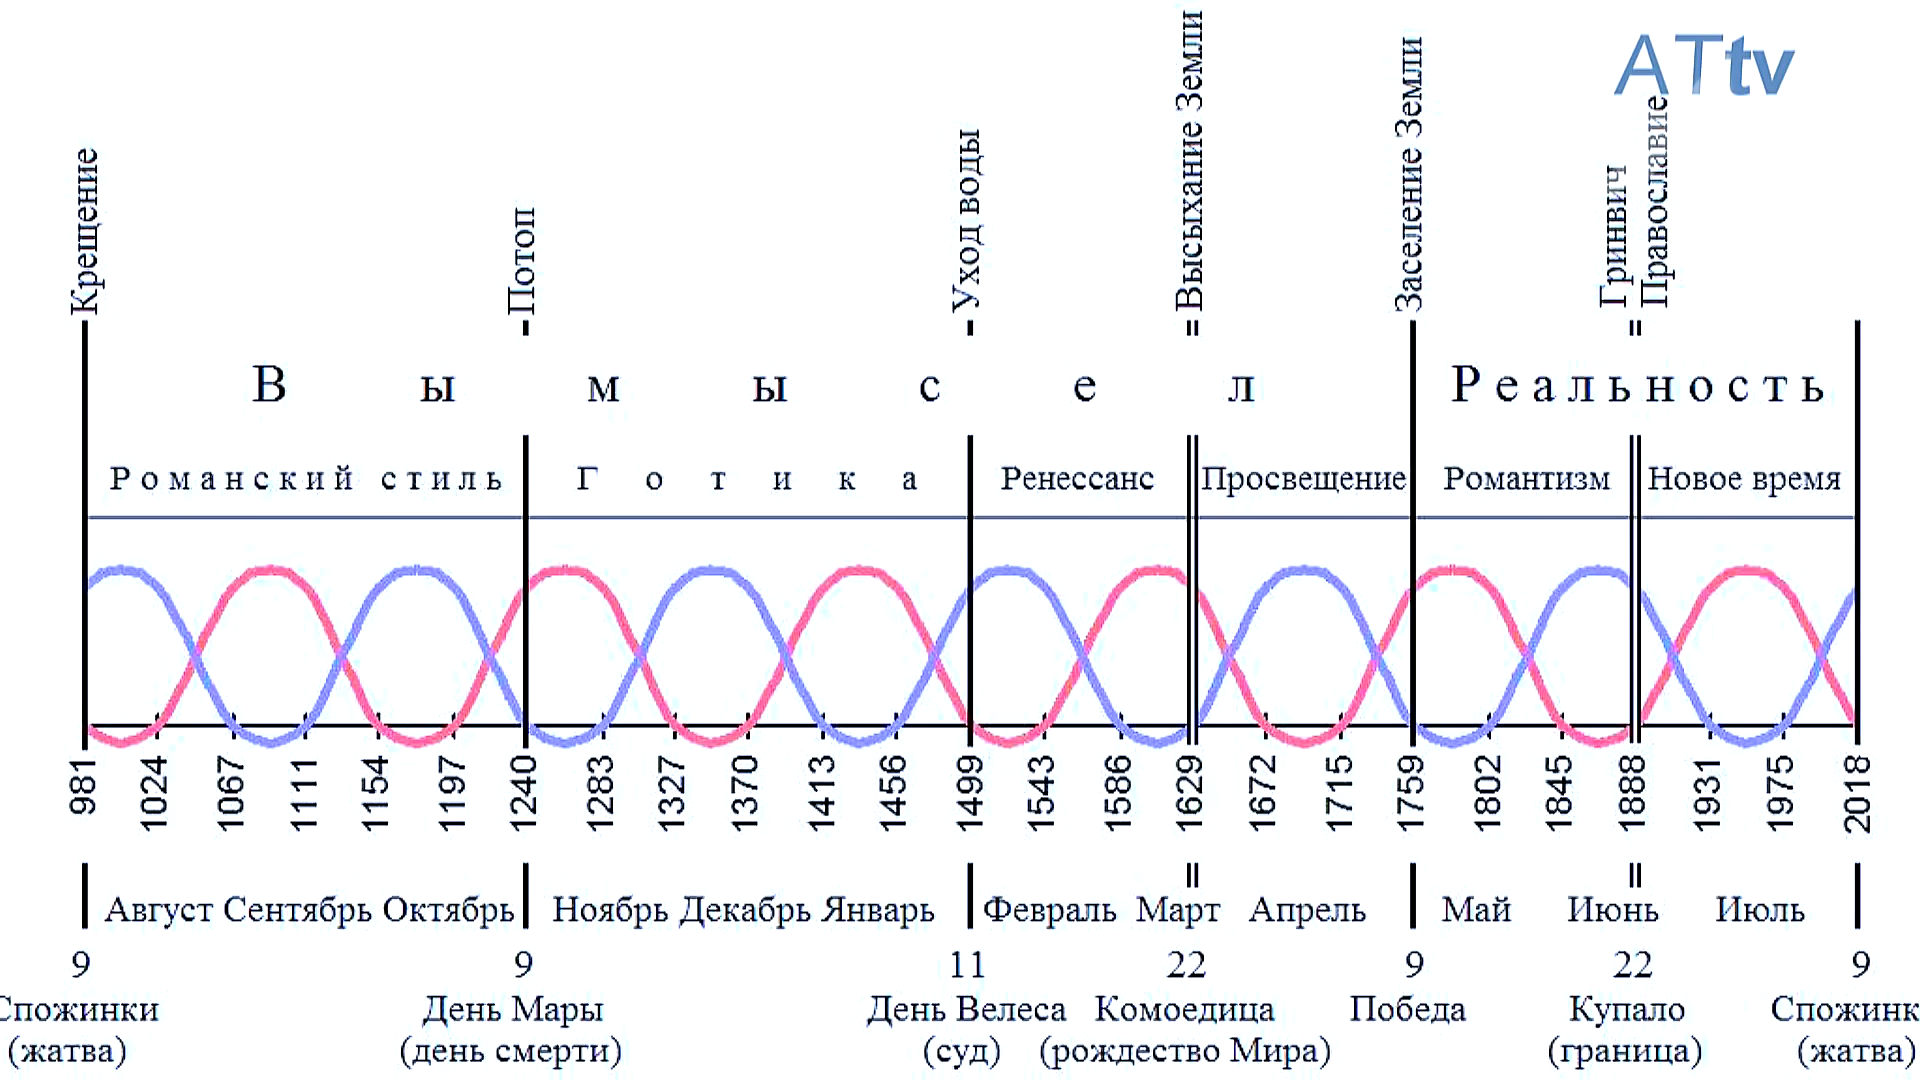 ATtv
Крещение
Потоп
Уход воды
Высыхание Земли
Заселение Земли
Гринвич
Православие
Вымысел
Реальность
Романский стиль
Готика
Ренессанс
Просвещение
Романтизм
Новое время
981 1024 1067 1111 1154 1197 1240 1283 1327 1370 1413 1456 1499 1543 1586 1629 1672 1715 1759 1802 1845 1888 1931 1975 2018
Август Сентябрь Октябрь Ноябрь Декабрь Январь Февраль Март Апрель Май Июнь Июль
9 9 11 22 9 22 9
Спожинки День Мары День Велеса Комоедица Победа Купало Спожинк
(жатва) (день смерти) (суд) (рождество Мира) (граница) (жатва)